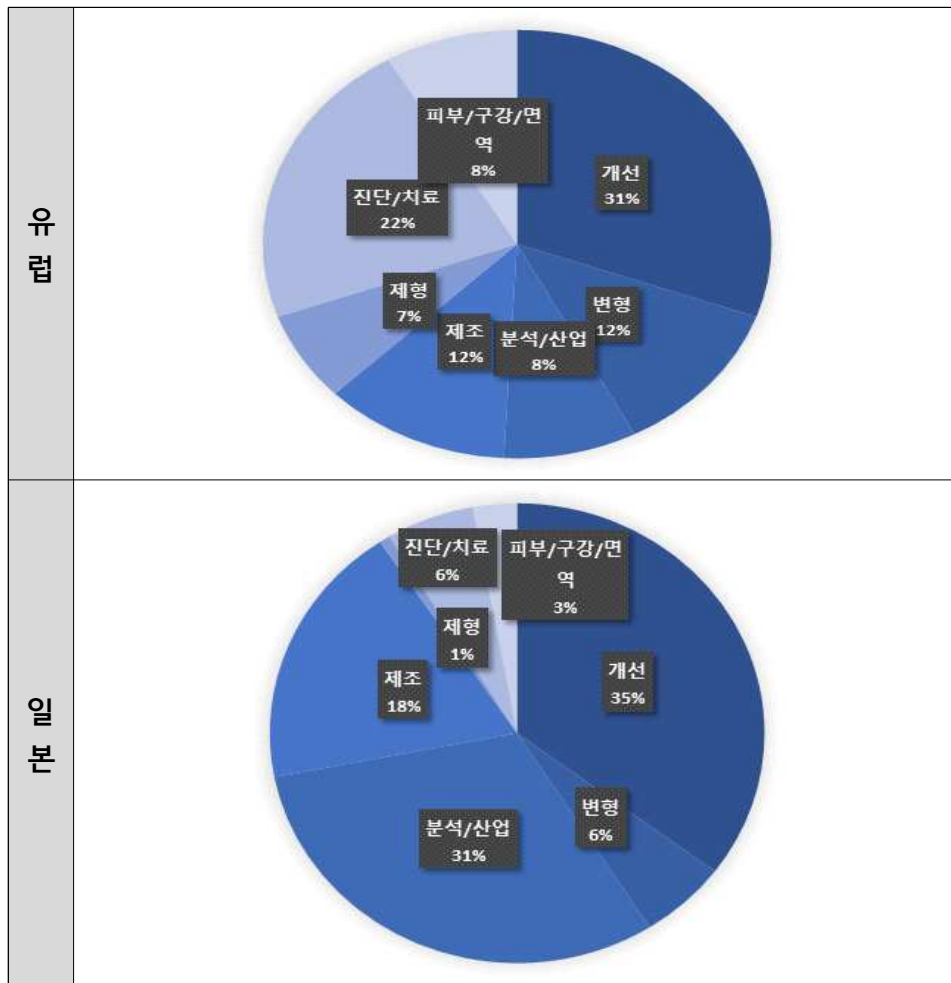 유럽
피부/구강/면
역
8%
개선
31%
진단/치료
22%
제형
7%
변형
12%
제조
12%
분석/산업
8%
일본
진단/치료
6%
피부/구강/면
역
3%
제형
1%
개선
35%
제조
18%
변형
6%
분석/산업
31%